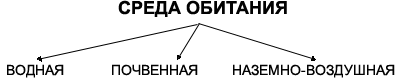 СРЕДА ОБИТАНИЯ
ВОДНАЯ ПОЧВЕННАЯ НАЗЕМНО-ВОЗДУШНАЯ